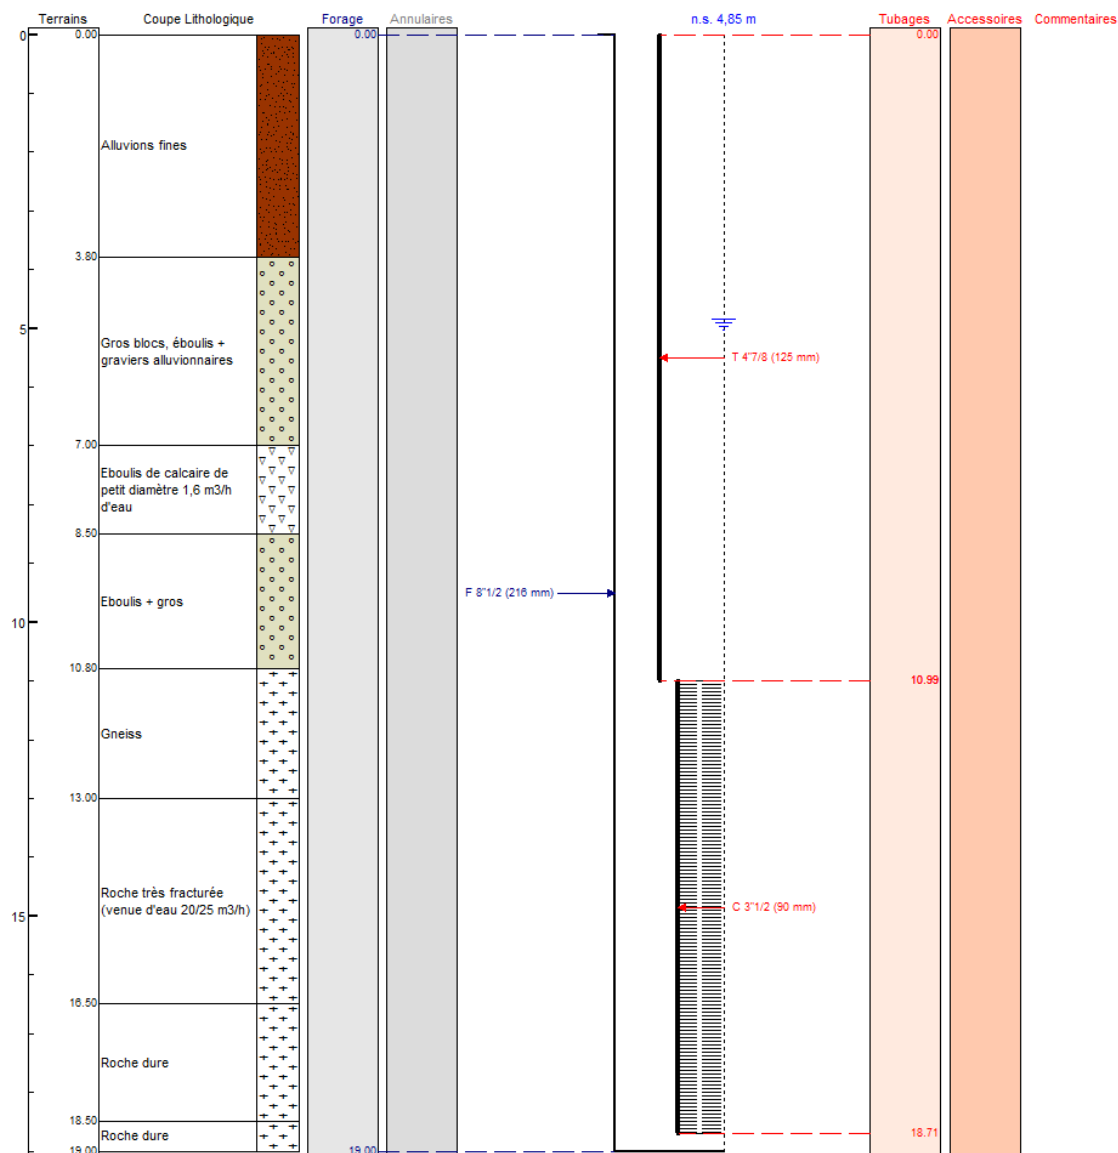 Terrains Coupe Lithologique Forage Annulaires n.s. 4,85 m Tubages Accessoires Commentaires
0 0.00 0.00 0.00
Alluvions fines
3.80
5
Gros blocs, éboulis +
graviers alluvionnaires
T 4"7/8 (125 mm)
7.00
Eboulis de calcaire de
petit diamètre 1,6 m3/h
d'eau
8.50
F 8"1/2 (216 mm)
Eboulis + gros
10
10.80
10.99
Gneiss
13.00
Roche très fracturée
(venue d'eau 20/25 m3/h)
C 3"1/2 (90 mm)
15
16.50
Roche dure
18.50
18.71
Roche dure
19.00 19.00